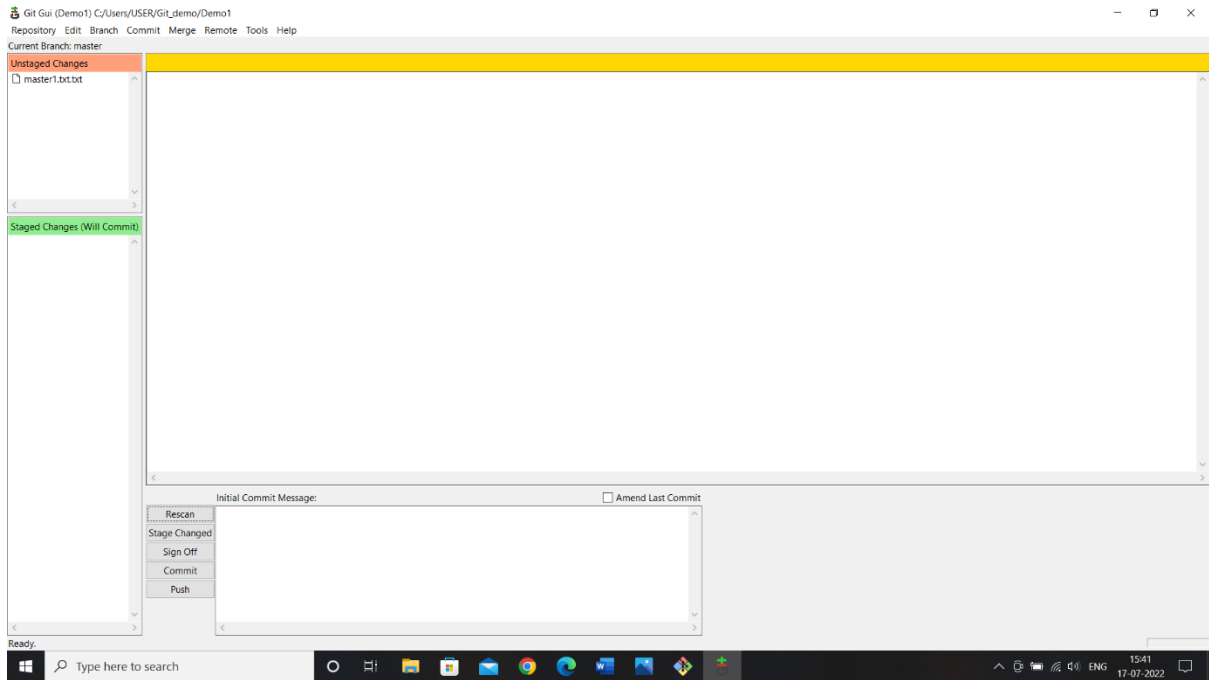 Git Gui (Demo1) C:/Users/USER/Git_demo/Demo1
Repository Edit Branch Commit Merge Remote Tools Help
Current Branch: master
Unstaged Changes
master1.txt.txt
Staged Changes (Will Commit)
Initial Commit Message:
Amend Last Commit
Rescan
Stage Changed
Sign Off
Commit
Push
Ready.
Type here to search
ENG
15:41
17-07-2022